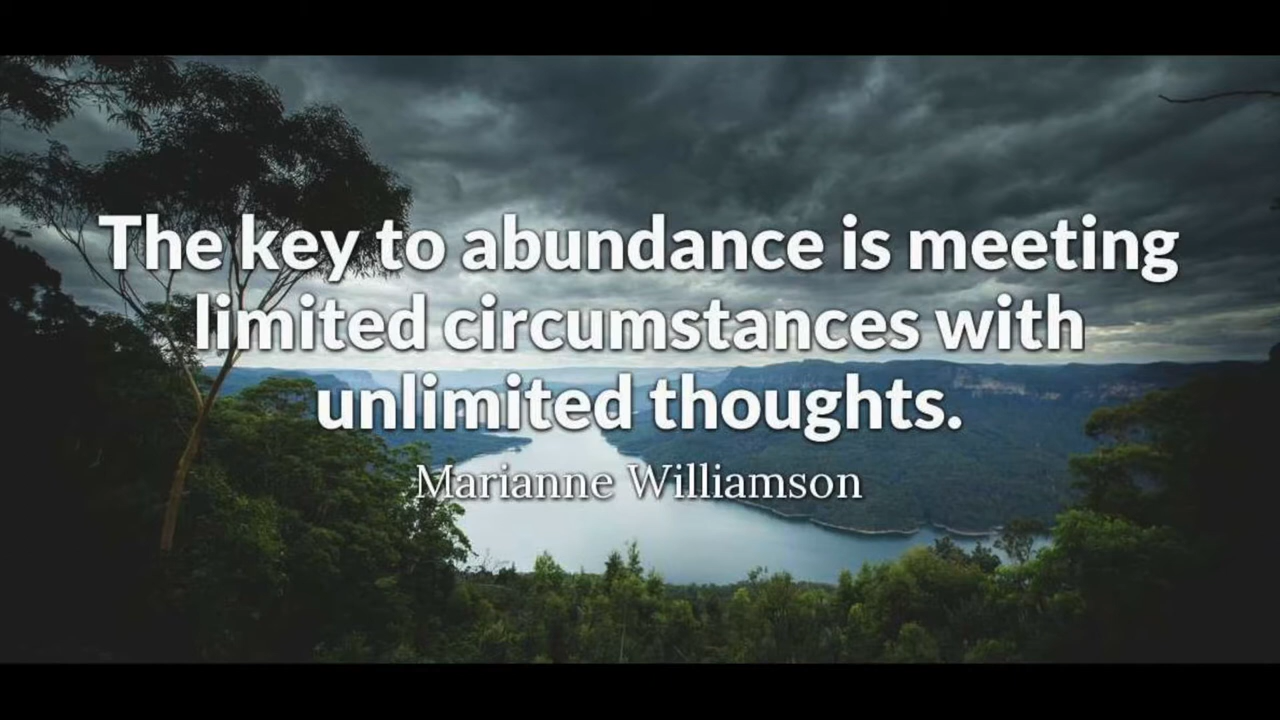 The key to abundance is meeting
limited circumstances with
unlimited thoughts.
Marianne Williamson